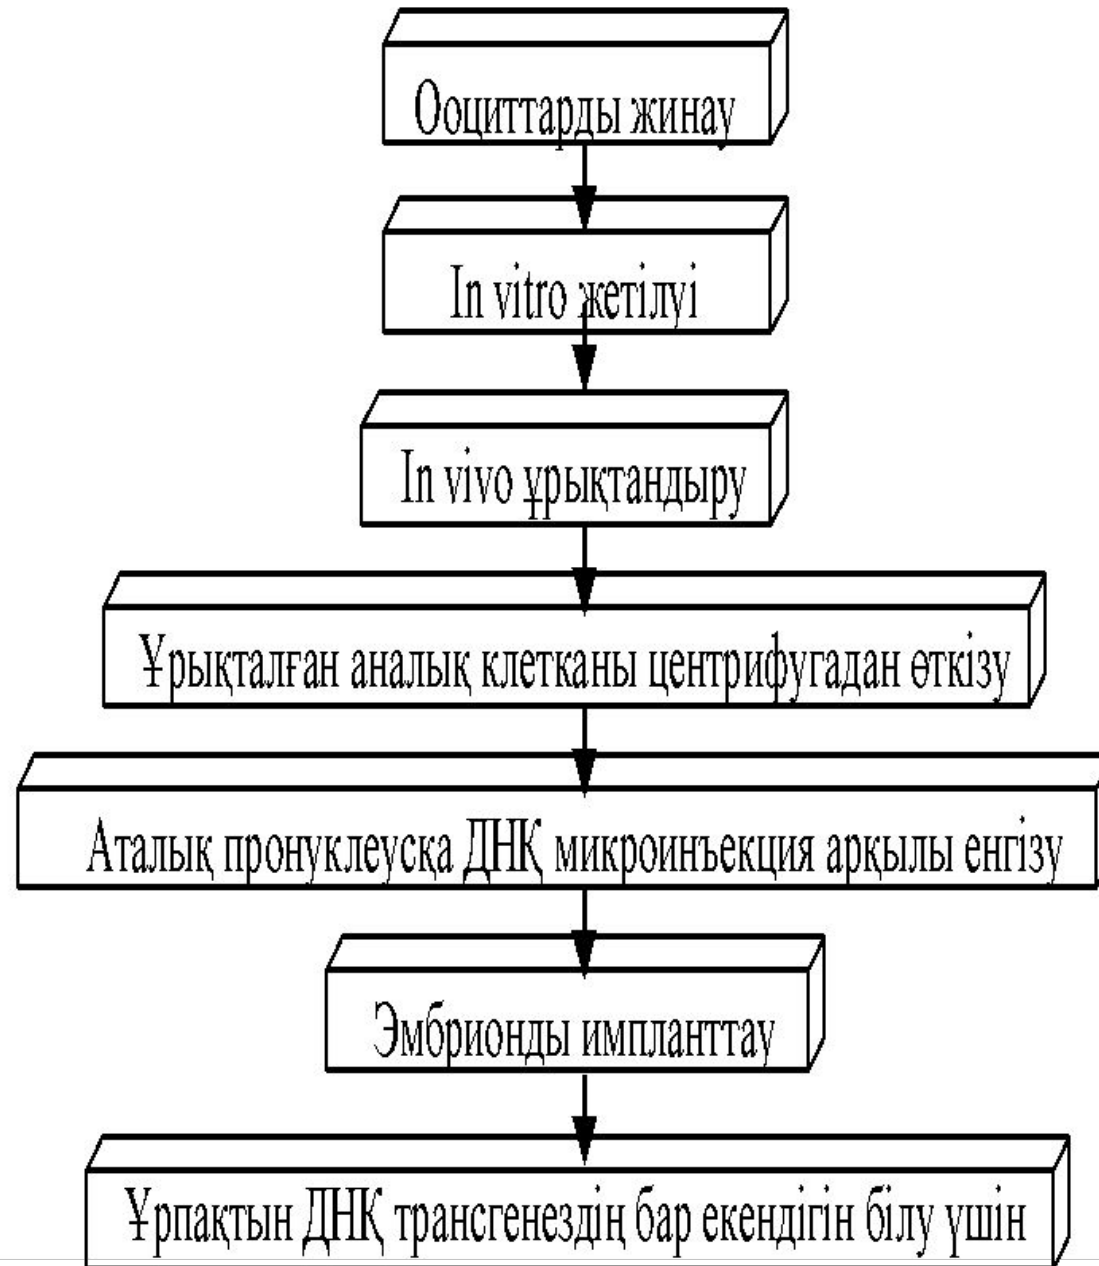 Ооциттарды жинау
In vitro жетілуі
In vivo ұрықтандыру
Ұрықталған аналық клетканы центрифугадан өткізу
Аталық пронуклеусқа ДНҚ микроинъекция арқылы енгізу
Эмбрионды импланттау
Ұрпақтын ДНҚ трансгенездің бар екендігін білу үшін